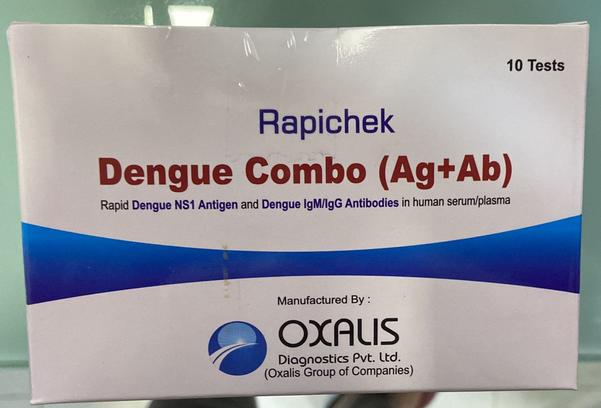 10 Tests
Rapichek
Dengue Combo (Ag+Ab)
Rapid Dengue NS1 Antigen and Dengue IgM/IgG Antibodies in human serum/plasma
Manufactured By :
OXALIS
Diagnostics Pvt. Ltd.
(Oxalis Group of Companies)